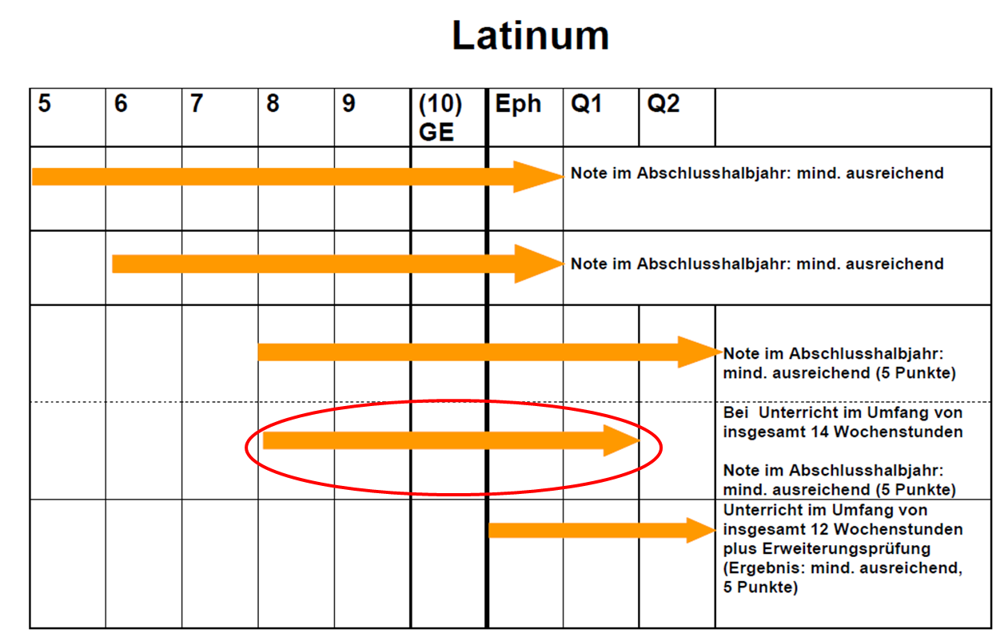 Latinum
5 6 7 8 9 (10) Eph Q1 Q2
GE
Note im Abschlusshalbjahr: mind. ausreichend
Note im Abschlusshalbjahr: mind. ausreichend
Note im Abschlusshalbjahr:
mind. ausreichend (5 Punkte)
Bei Unterricht im Umfang von
insgesamt 14 Wochenstunden
Note im Abschlusshalbjahr:
mind. ausreichend (5 Punkte)
Unterricht im Umfang von
insgesamt 12 Wochenstunden
plus Erweiterungsprüfung
(Ergebnis: mind. ausreichend,
5 Punkte)